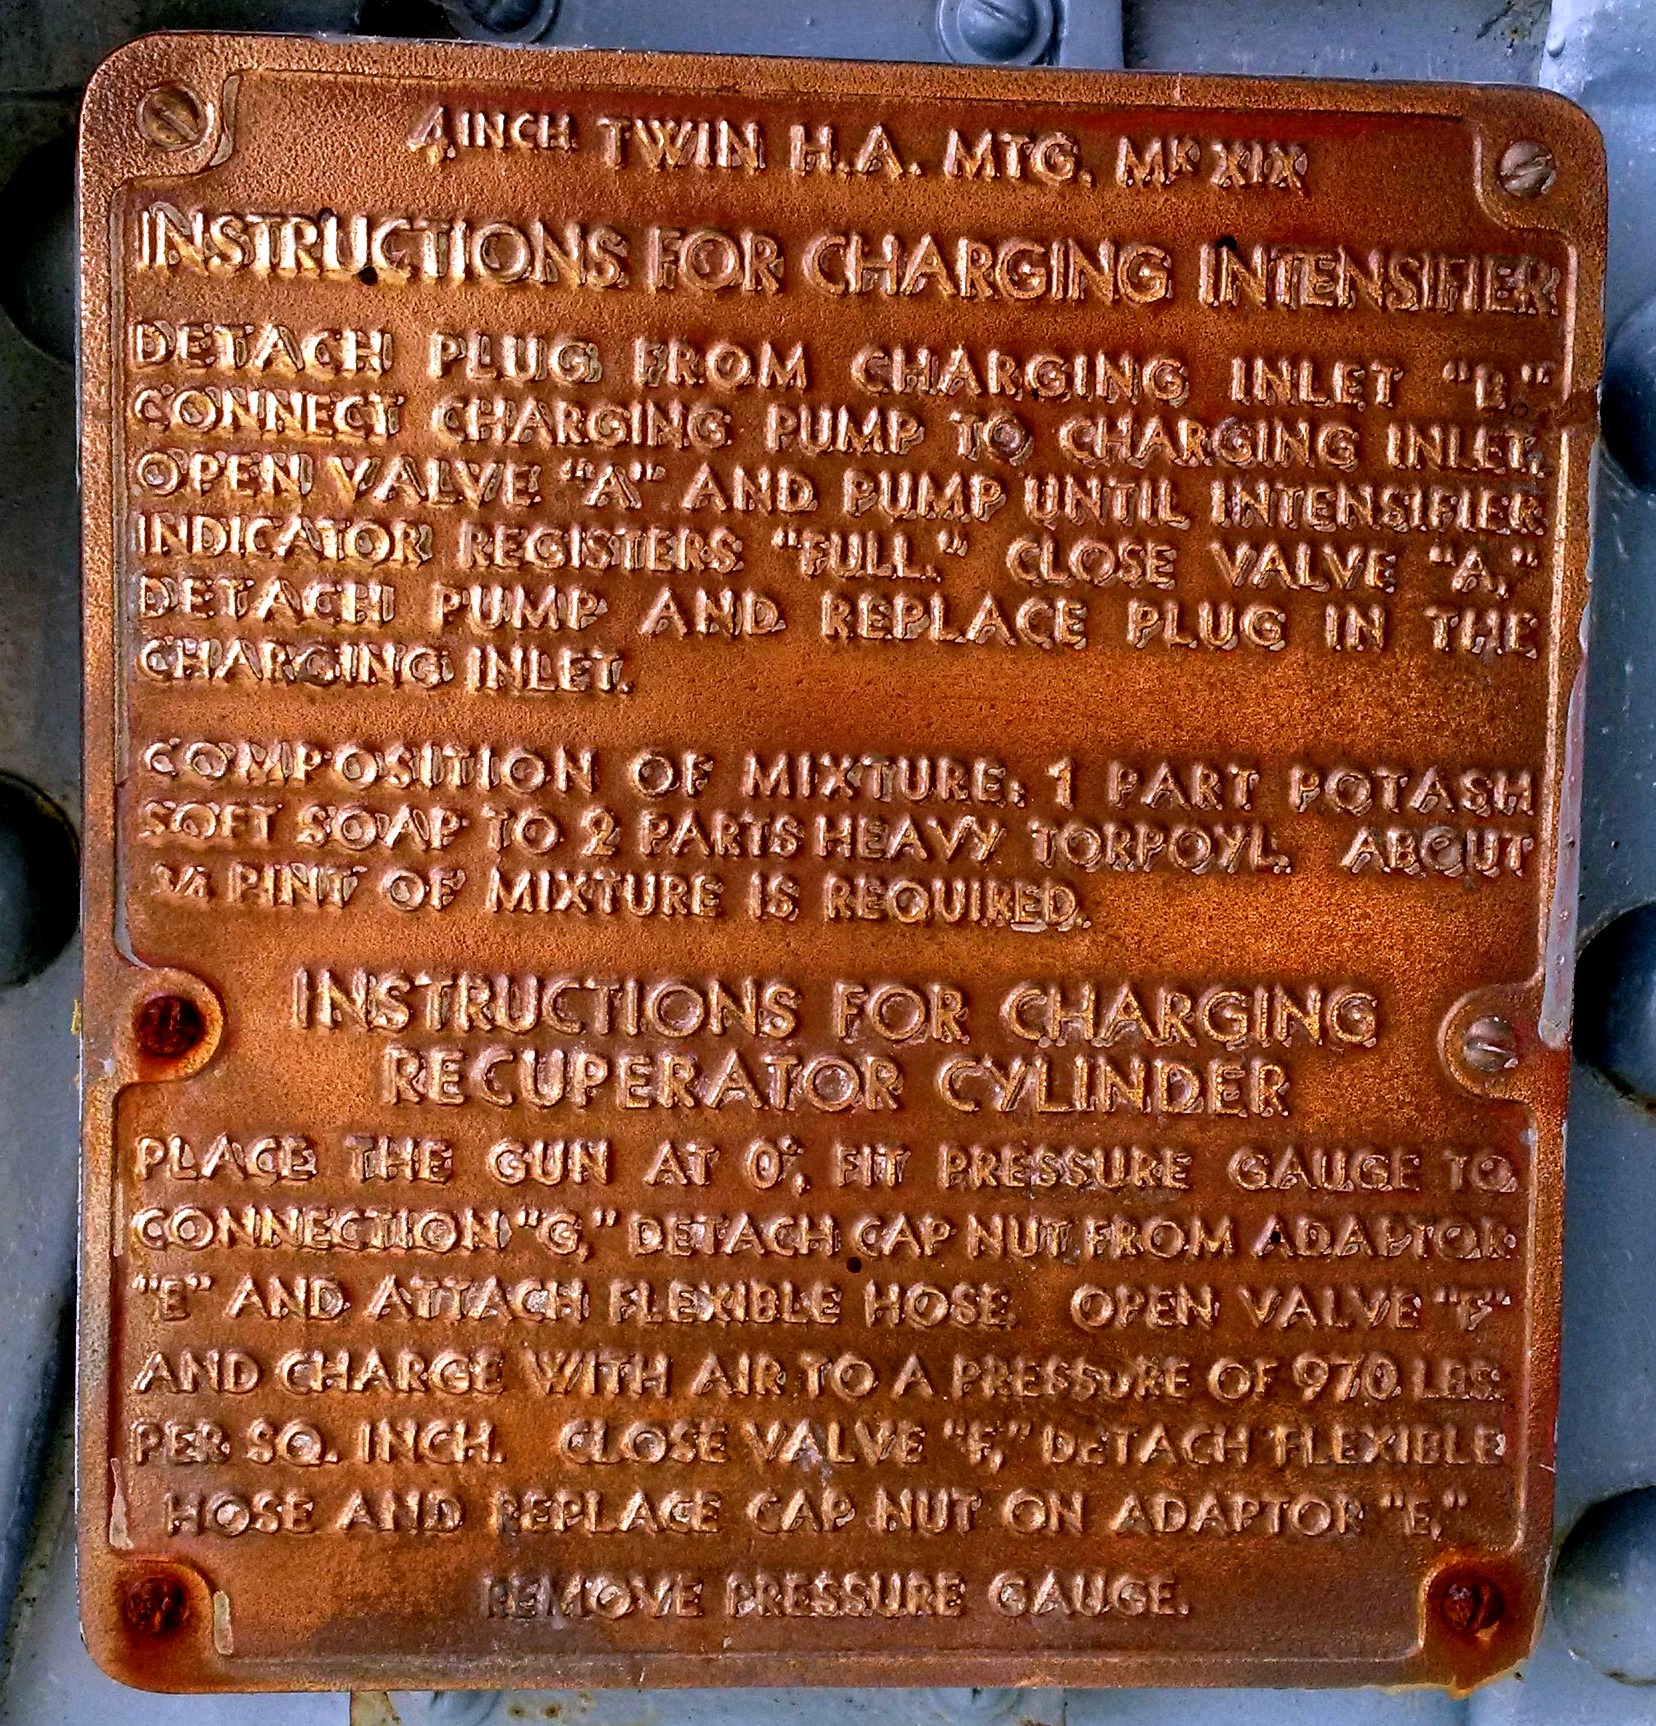 4 INCH TWIN H.A. MTG. MK XIX
INSTRUCTIONS FOR CHARGING INTENSIFIER
DETACH PLUG FROM CHARGING INLET "B."
CONNECT CHARGING PUMP TO CHARGING INLET.
OPEN VALVE "A" AND PUMP UNTIL INTENSIFIER
INDICATOR REGISTERS "FULL." CLOSE VALVE "A,"
DETACH PUMP AND REPLACE PLUG IN THE
CHARGING INLET.
COMPOSITION OF MIXTURE: 1 PART POTASH
SOFT SOAP TO 2 PARTS HEAVY TORPOYL. ABOUT
3/4 PINT OF MIXTURE IS REQUIRED.
INSTRUCTIONS FOR CHARGING
RECUPERATOR CYLINDER
PLACE THE GUN AT 0°, FIT PRESSURE GAUGE TO
CONNECTION "G," DETACH CAP NUT FROM ADAPTOR
"E" AND ATTACH FLEXIBLE HOSE. OPEN VALVE "F"
AND CHARGE WITH AIR TO A PRESSURE OF 970 LBS.
PER SQ. INCH. CLOSE VALVE "F," DETACH FLEXIBLE
HOSE AND REPLACE CAP NUT ON ADAPTOR "E,"
REMOVE PRESSURE GAUGE.